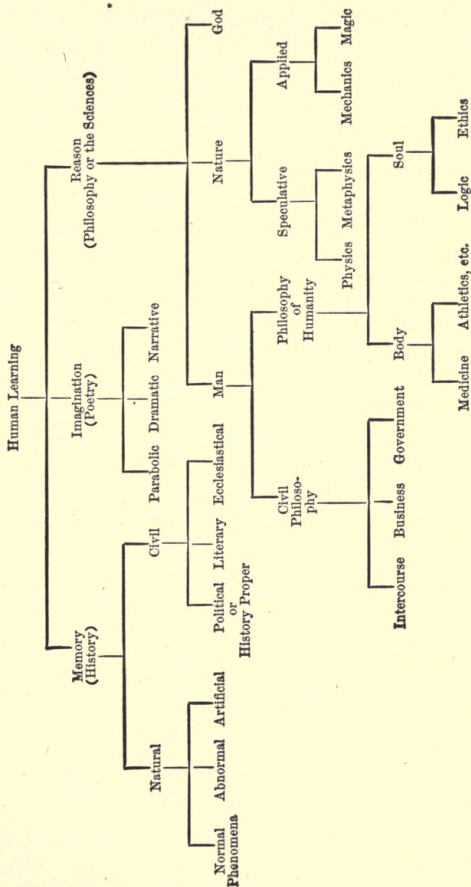 Human Learning
Memory
(History)
Imagination
(Poetry)
Reason
(Philosophy or the Sciences)
Natural
Civil
Parabolic
Dramatic
Narrative
Man
Nature
God
Normal
Phenomena
Abnormal
Artificial
Political
or
History Proper
Literary
Ecclesiastical
Civil
Philoso-
phy
Philosophy
of
Humanity
Speculative
Applied
Physics
Metaphysics
Mechanics
Magic
Intercourse
Business
Government
Body
Soul
Medicine
Athletics, etc.
Logic
Ethics